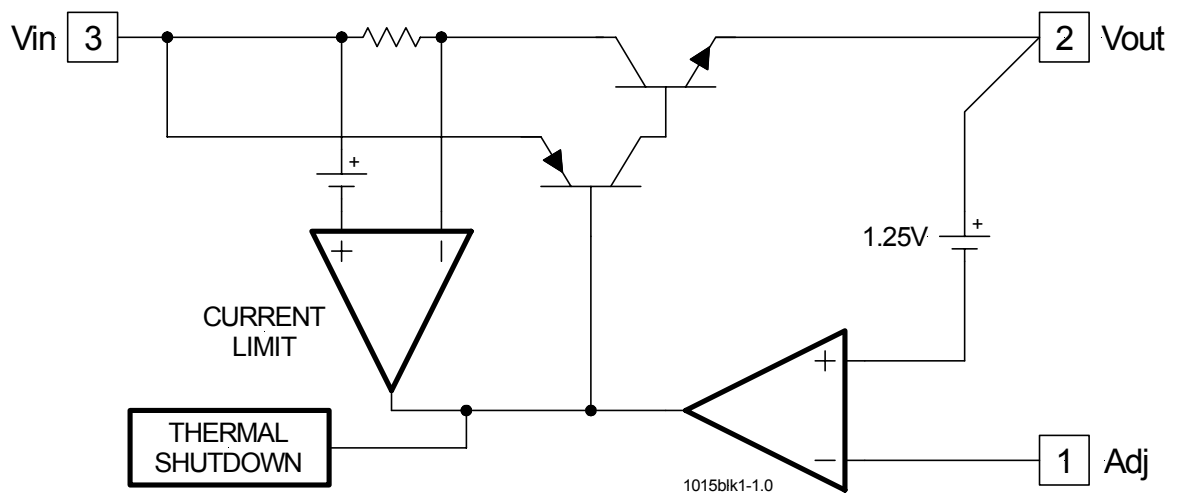 Vin 3
2 Vout
+
+
1.25V
+ −
CURRENT
LIMIT
+
THERMAL
SHUTDOWN
−
1 Adj
1015blk1-1.0